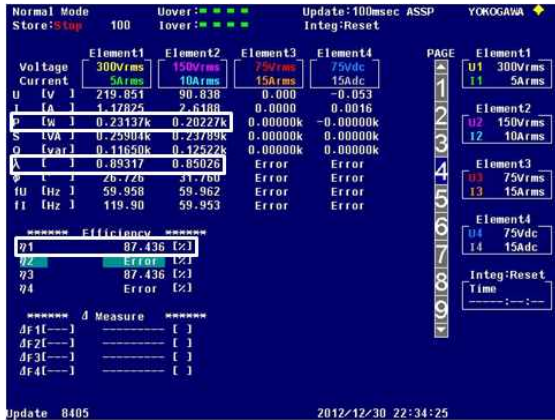 Normal Mode Uover: Update:100msec ASSP YOKOGAWA
Store:Stop 100 Iover: Integ:Reset
Element1 Element2 Element3 Element4 PAGE Element1
Voltage 300Vrms 150Vrms 75Vrms 75Vdc U1 300Vrms
Current 5Arms 10Arms 15Arms 15Adc 1 I1 5Arms
U [V ] 219.851 90.838 0.000 -0.053
I [A ] 1.17825 2.6188 0.0000 0.0016 2 Element2
P [W ] 0.23137k 0.20227k 0.00000k -0.00000k U2 150Vrms
S [VA ] 0.25904k 0.23789k 0.00000k 0.00000k 3 I2 10Arms
Q [var] 0.11650k 0.12522k 0.00000k 0.00000k
λ [ ] 0.89317 0.85026 Error Error 4 Element3
Φ [° ] 26.726 31.760 Error Error U3 75Vrms
fU [Hz ] 59.958 59.962 Error Error 5 I3 15Arms
fI [Hz ] 119.90 59.953 Error Error
6 Element4
****** Efficiency ****** U4 75Vdc
η1 87.436 [%] 7 I4 15Adc
η2 Error [%]
η3 87.436 [%] 8 Integ:Reset
η4 Error [%] Time
9 -----:--:--
****** Δ Measure ******
ΔF1[---] ---------- [ ]
ΔF2[---] ---------- [ ]
ΔF3[---] ---------- [ ]
ΔF4[---] ---------- [ ]
Update 8405 2012/12/30 22:34:25